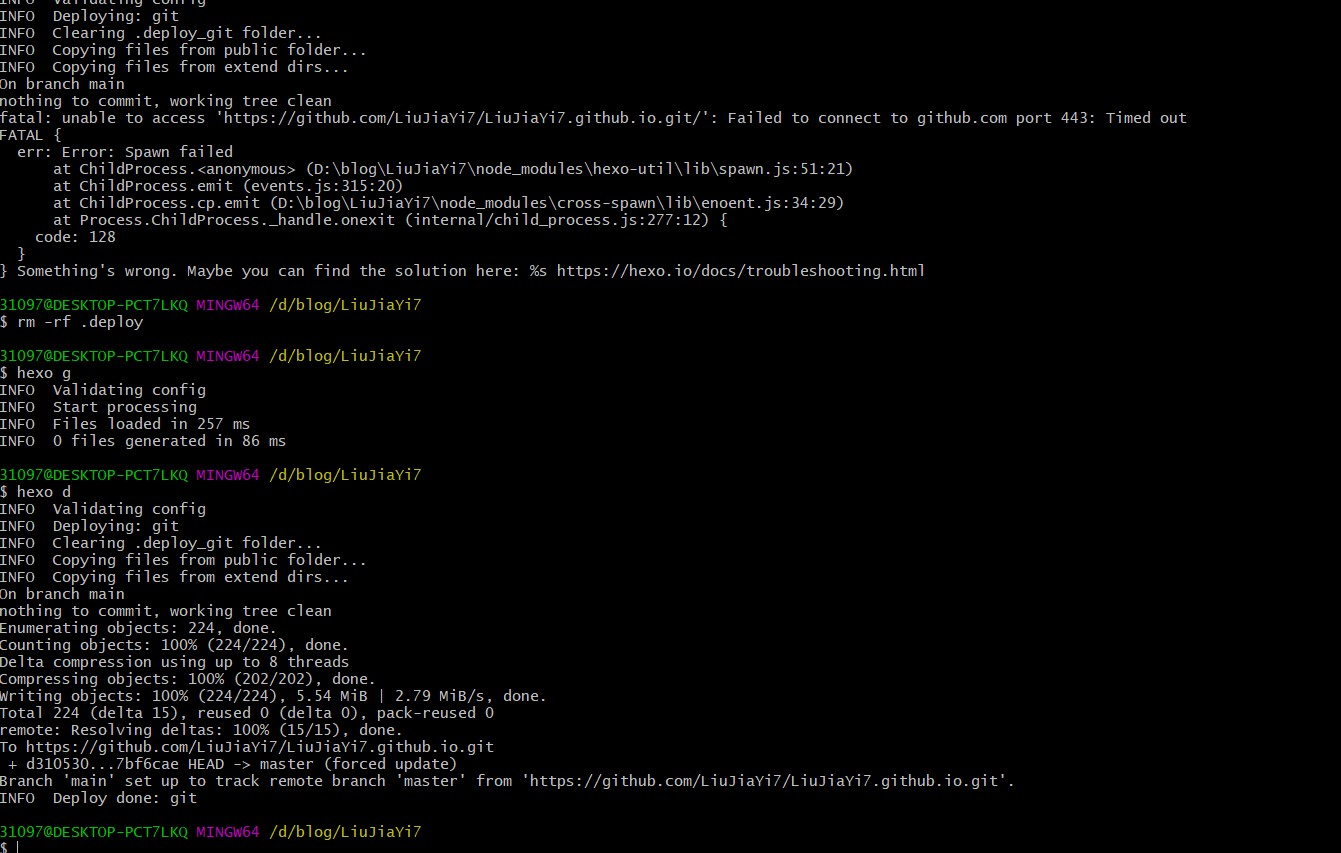 INFO  Validating config
INFO  Deploying: git
INFO  Clearing .deploy_git folder...
INFO  Copying files from public folder...
INFO  Copying files from extend dirs...
On branch main
nothing to commit, working tree clean
fatal: unable to access 'https://github.com/LiuJiaYi7/LiuJiaYi7.github.io.git/': Failed to connect to github.com port 443: Timed out
FATAL {
  err: Error: Spawn failed
      at ChildProcess.<anonymous> (D:\blog\LiuJiaYi7\node_modules\hexo-util\lib\spawn.js:51:21)
      at ChildProcess.emit (events.js:315:20)
      at ChildProcess.cp.emit (D:\blog\LiuJiaYi7\node_modules\cross-spawn\lib\enoent.js:34:29)
      at Process.ChildProcess._handle.onexit (internal/child_process.js:277:12) {
    code: 128
  }
} Something's wrong. Maybe you can find the solution here: %s https://hexo.io/docs/troubleshooting.html
31097@DESKTOP-PCT7LKQ MINGW64 /d/blog/LiuJiaYi7
$ rm -rf .deploy
31097@DESKTOP-PCT7LKQ MINGW64 /d/blog/LiuJiaYi7
$ hexo g
INFO  Validating config
INFO  Start processing
INFO  Files loaded in 257 ms
INFO  0 files generated in 86 ms
31097@DESKTOP-PCT7LKQ MINGW64 /d/blog/LiuJiaYi7
$ hexo d
INFO  Validating config
INFO  Deploying: git
INFO  Clearing .deploy_git folder...
INFO  Copying files from public folder...
INFO  Copying files from extend dirs...
On branch main
nothing to commit, working tree clean
Enumerating objects: 224, done.
Counting objects: 100% (224/224), done.
Delta compression using up to 8 threads
Compressing objects: 100% (202/202), done.
Writing objects: 100% (224/224), 5.54 MiB | 2.79 MiB/s, done.
Total 224 (delta 15), reused 0 (delta 0), pack-reused 0
remote: Resolving deltas: 100% (15/15), done.
To https://github.com/LiuJiaYi7/LiuJiaYi7.github.io.git
 + d310530...7bf6cae HEAD -> master (forced update)
Branch 'main' set up to track remote branch 'master' from 'https://github.com/LiuJiaYi7/LiuJiaYi7.github.io.git'.
INFO  Deploy done: git
31097@DESKTOP-PCT7LKQ MINGW64 /d/blog/LiuJiaYi7
$